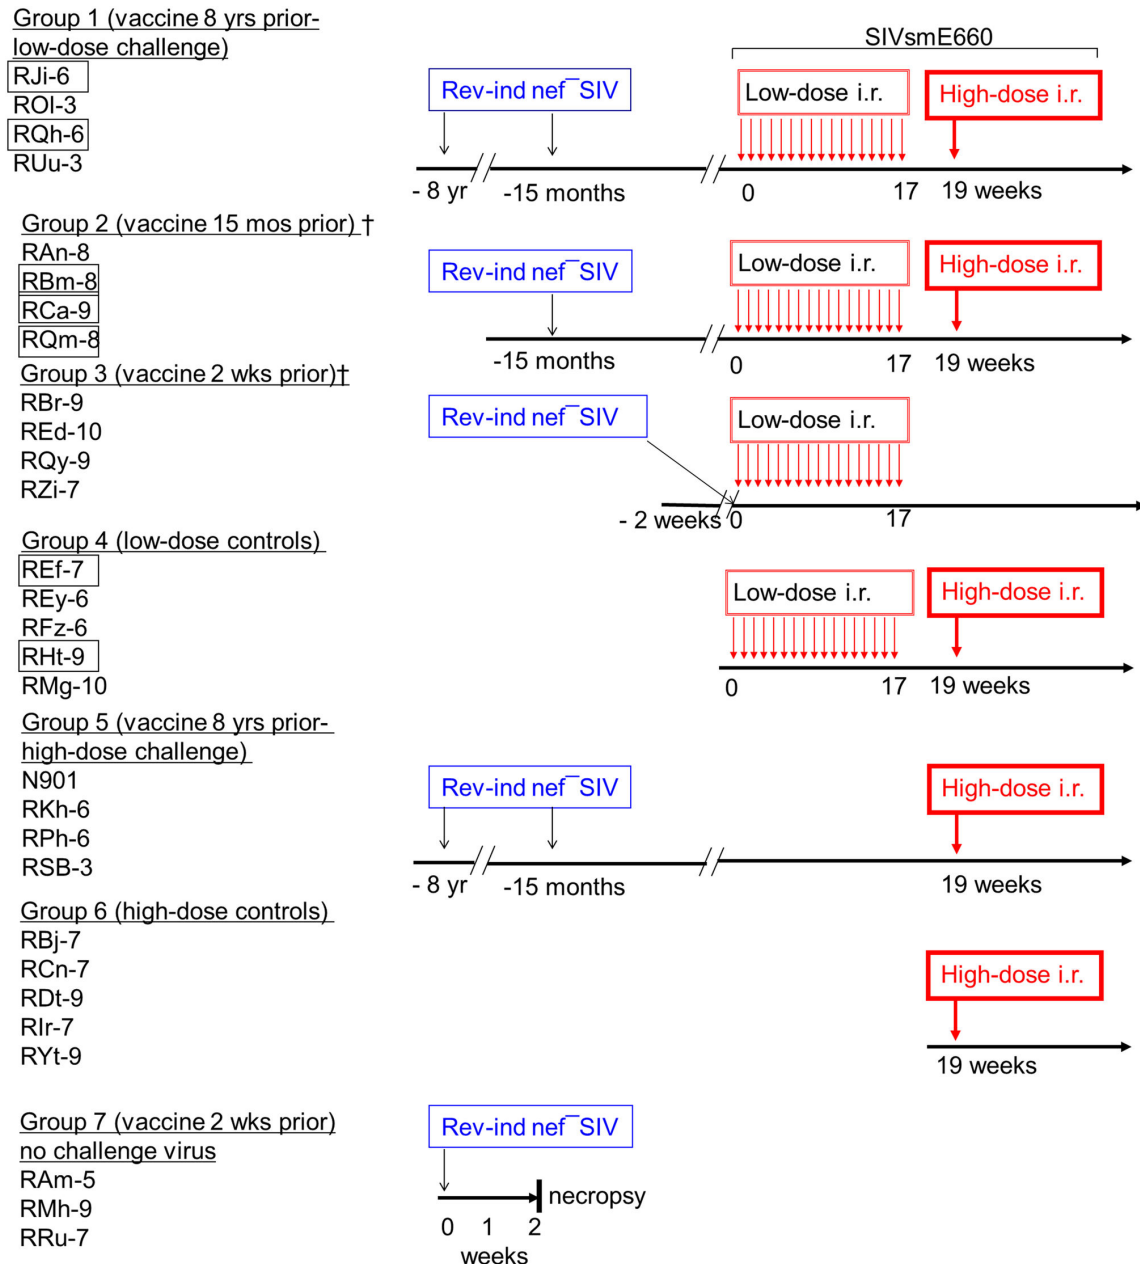 Group 1 (vaccine 8 yrs prior-
low-dose challenge)
RJi-6
ROl-3
RQh-6
RUu-3
SIVsmE660
Rev-ind nef¯SIV
Low-dose i.r.
High-dose i.r.
- 8 yr
-15 months
0
17
19 weeks
Group 2 (vaccine 15 mos prior) †
RAn-8
RBm-8
RCa-9
RQm-8
Rev-ind nef¯SIV
Low-dose i.r.
High-dose i.r.
-15 months
0
17
19 weeks
Group 3 (vaccine 2 wks prior)†
RBr-9
REd-10
RQy-9
RZi-7
Rev-ind nef¯SIV
Low-dose i.r.
- 2 weeks
0
17
Group 4 (low-dose controls)
REf-7
REy-6
RFz-6
RHt-9
RMg-10
Low-dose i.r.
High-dose i.r.
0
17
19 weeks
Group 5 (vaccine 8 yrs prior-
high-dose challenge)
N901
RKh-6
RPh-6
RSB-3
Rev-ind nef¯SIV
High-dose i.r.
- 8 yr
-15 months
19 weeks
Group 6 (high-dose controls)
RBj-7
RCn-7
RDt-9
RIr-7
RYt-9
High-dose i.r.
19 weeks
Group 7 (vaccine 2 wks prior)
no challenge virus
RAm-5
RMh-9
RRu-7
Rev-ind nef¯SIV
necropsy
0 1 2
weeks